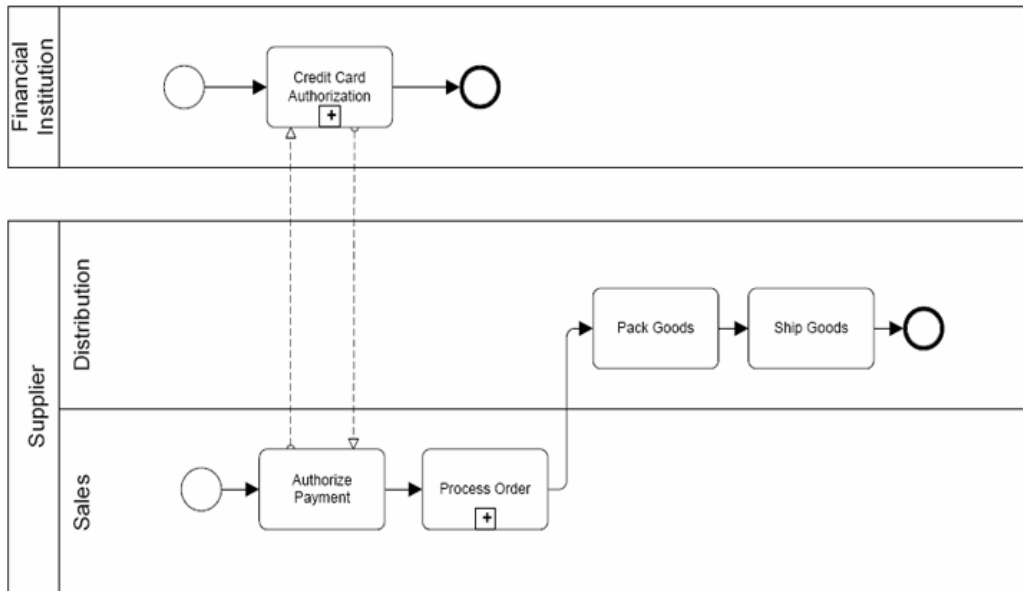 Financial
Institution
Credit Card
Authorization
+
Supplier
Distribution
Pack Goods
Ship Goods
Sales
Authorize
Payment
Process Order
+